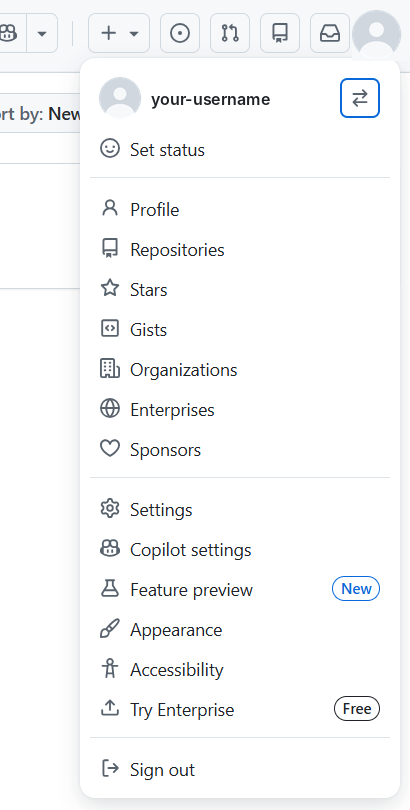 rt by: New
your-username
Set status
Profile
Repositories
Stars
Gists
Organizations
Enterprises
Sponsors
Settings
Copilot settings
Feature preview New
Appearance
Accessibility
Try Enterprise Free
Sign out